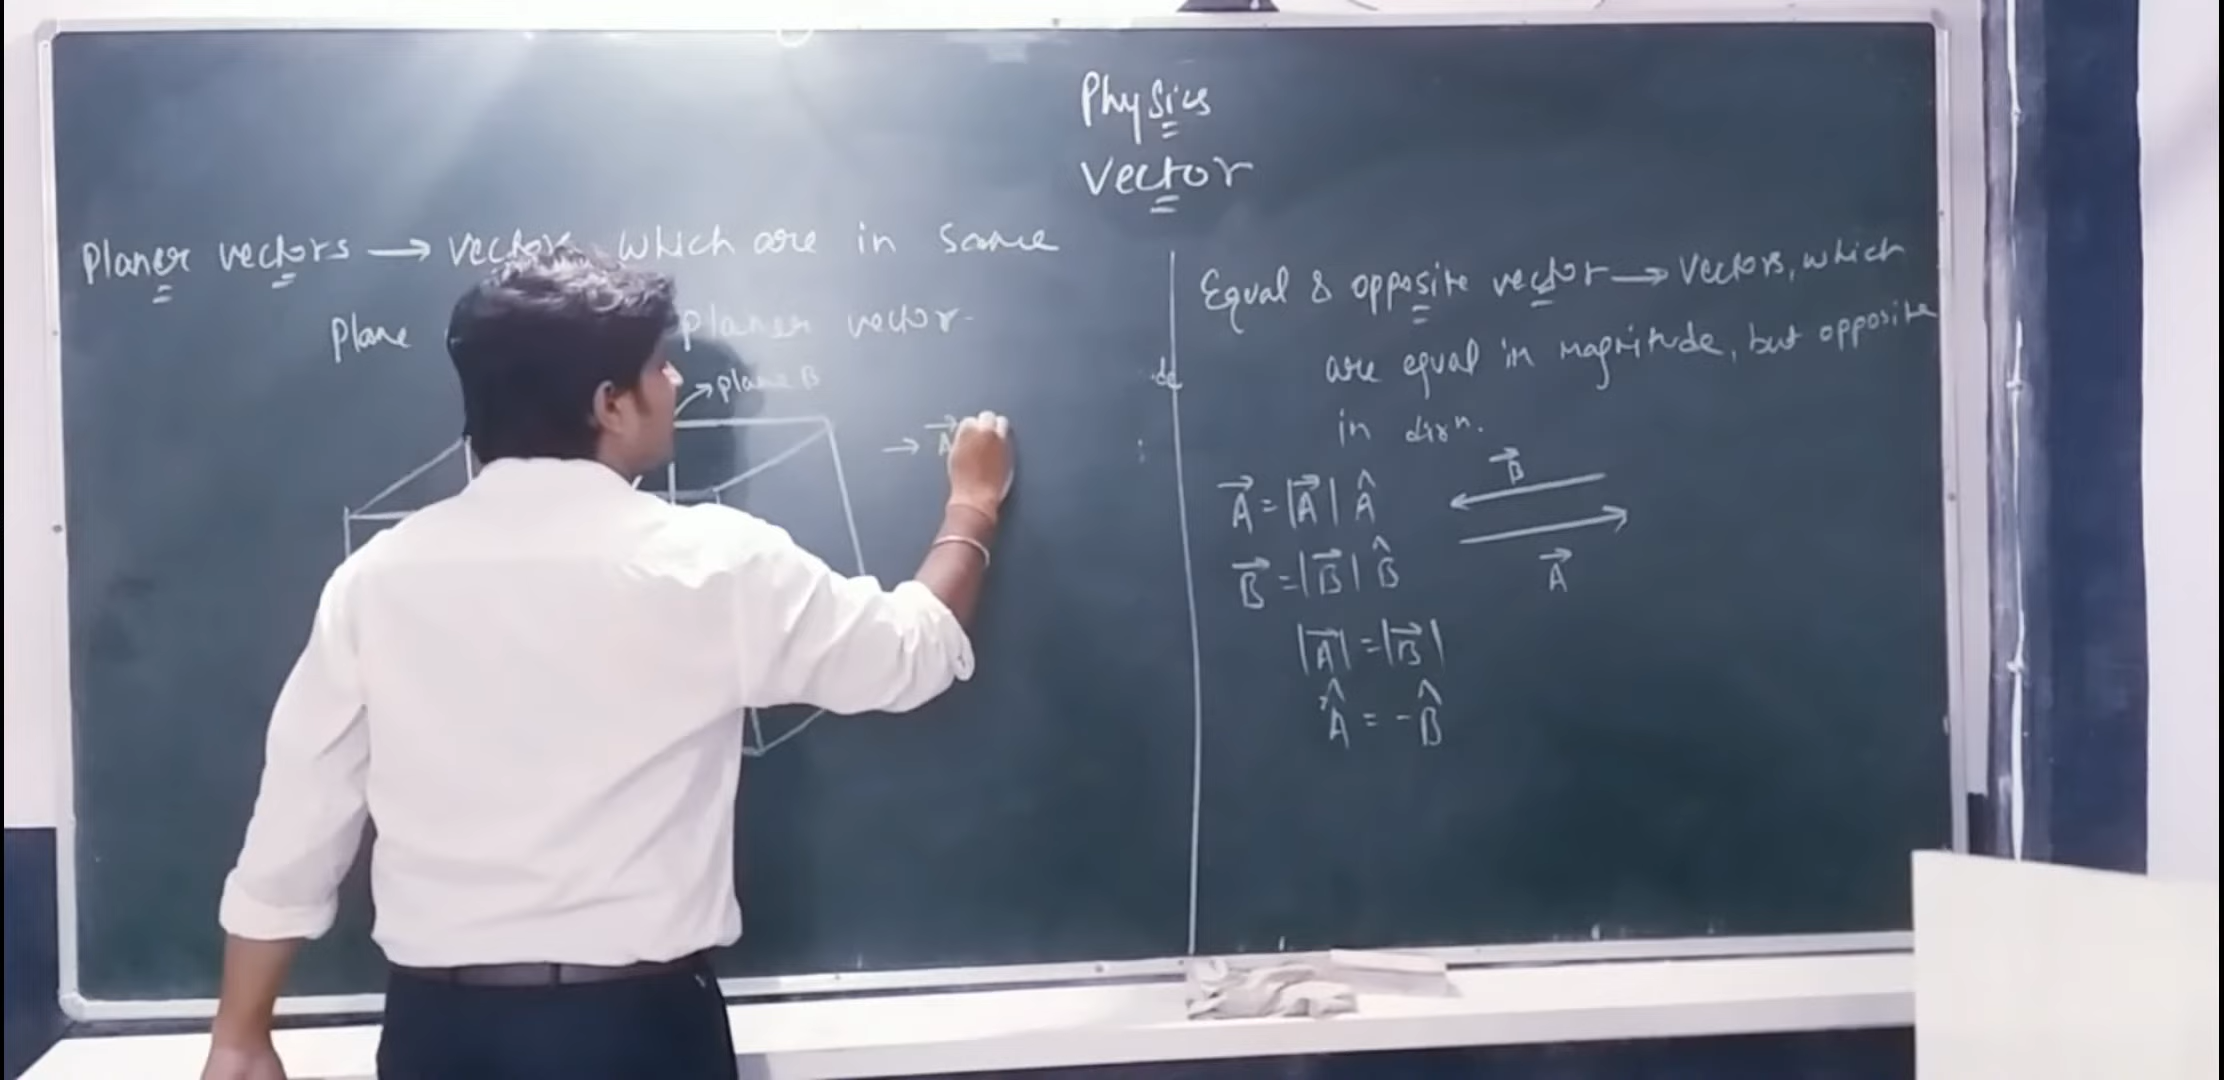 Physics
Vector
Planer vectors → vector which are in same
Plane planer vector.
→ plane B
→ A⃗
Equal & opposite vector → Vectors, which
are equal in magnitude, but opposite
in dirⁿ.
A⃗ = |A⃗| Â
B⃗ = |B⃗| B̂
|A⃗| = |B⃗|
Â = - B̂
B⃗
A⃗